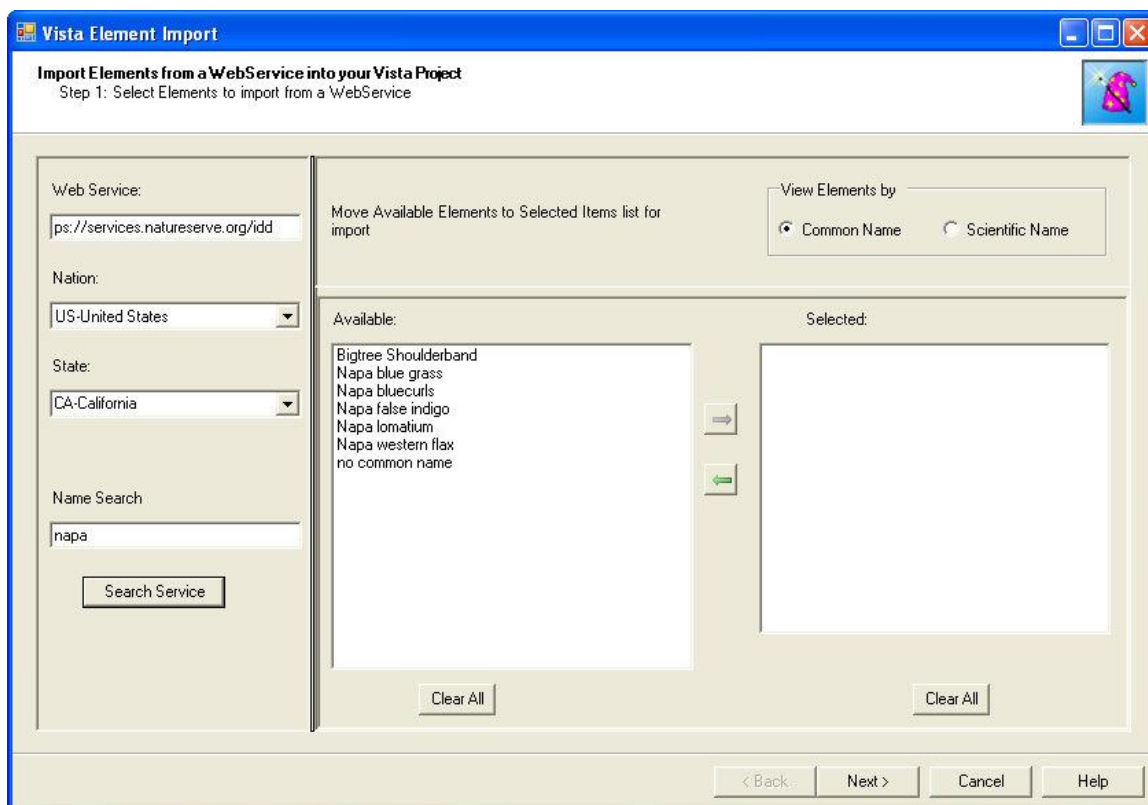 Vista Element Import
Import Elements from a WebService into your Vista Project
Step 1: Select Elements to import from a WebService
Web Service:
ps://services.natureserve.org/idd
Nation:
US-United States
State:
CA-California
Name Search
napa
Search Service
Move Available Elements to Selected Items list for
import
View Elements by
Common Name
Scientific Name
Available:
Bigtree Shoulderband
Napa blue grass
Napa bluecurls
Napa false indigo
Napa lomatium
Napa western flax
no common name
Clear All
Selected:
Clear All
< Back
Next >
Cancel
Help